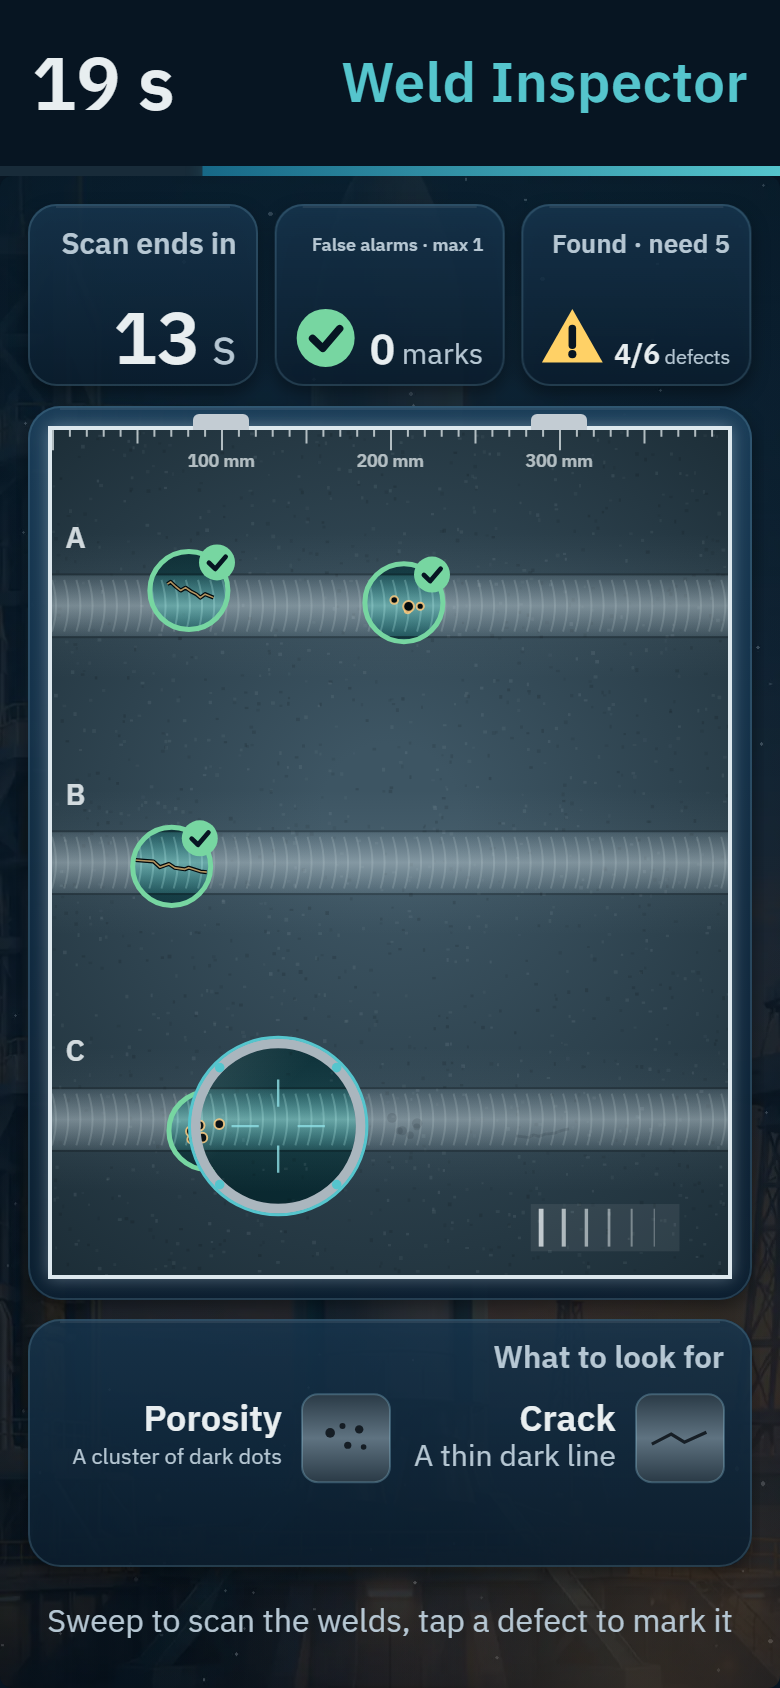 19 s
Weld Inspector
Scan ends in
13 s
False alarms · max 1
0 marks
Found · need 5
4/6 defects
100 mm
200 mm
300 mm
A
B
C
What to look for
Porosity
A cluster of dark dots
Crack
A thin dark line
Sweep to scan the welds, tap a defect to mark it